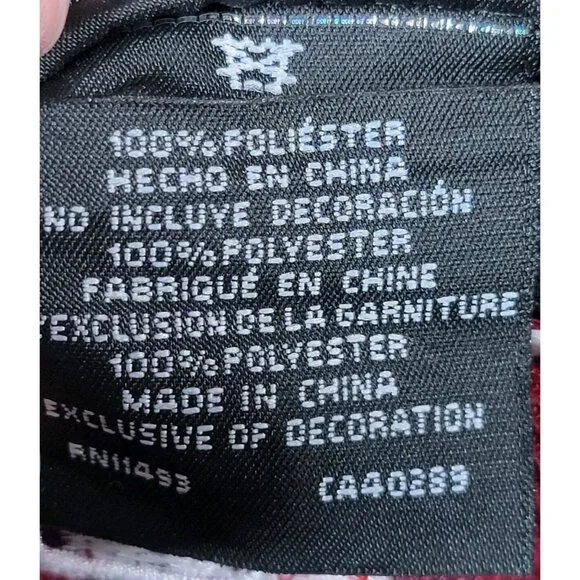 M
100%POLIÉSTER
HECHO EN CHINA
NO INCLUYE DECORACIÓN
100%POLYESTER
FABRIQUÉ EN CHINE
EXCLUSION DE LA GARNITURE
100%POLYESTER
MADE IN CHINA
EXCLUSIVE OF DECORATION
RN11493 CA40289